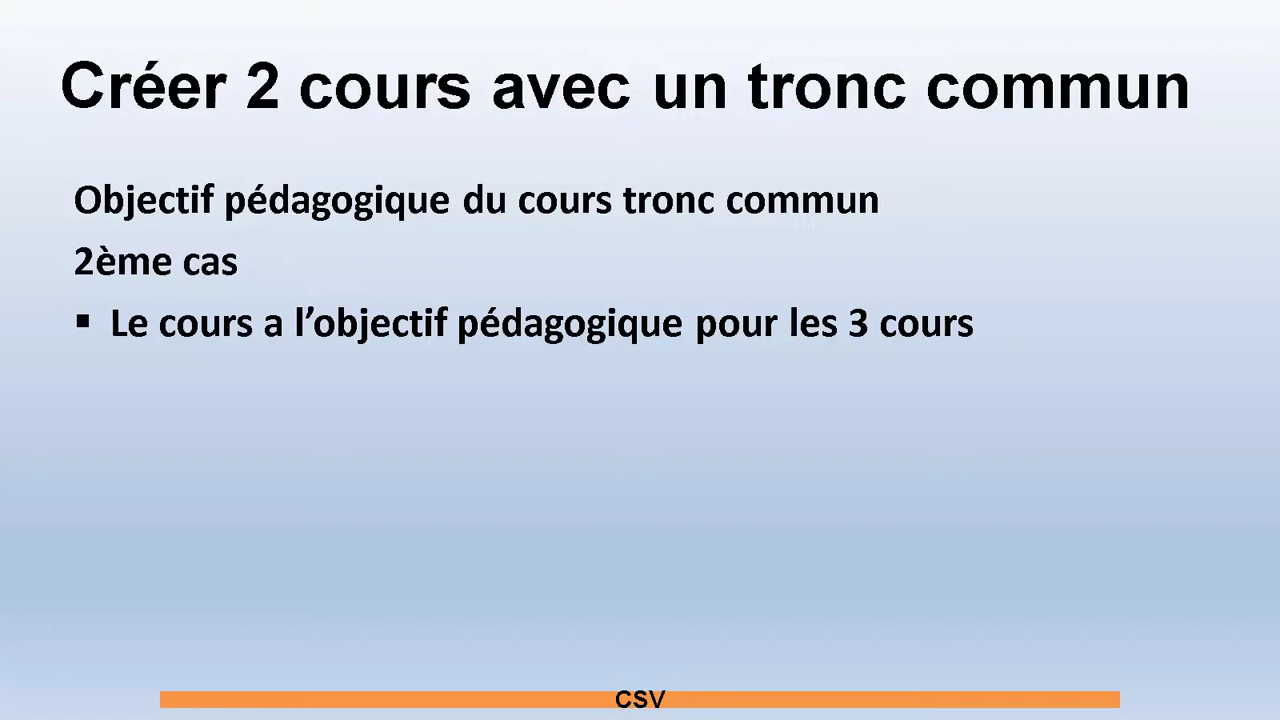 Créer 2 cours avec un tronc commun
Objectif pédagogique du cours tronc commun
2ème cas
▪ Le cours a l’objectif pédagogique pour les 3 cours
CSV